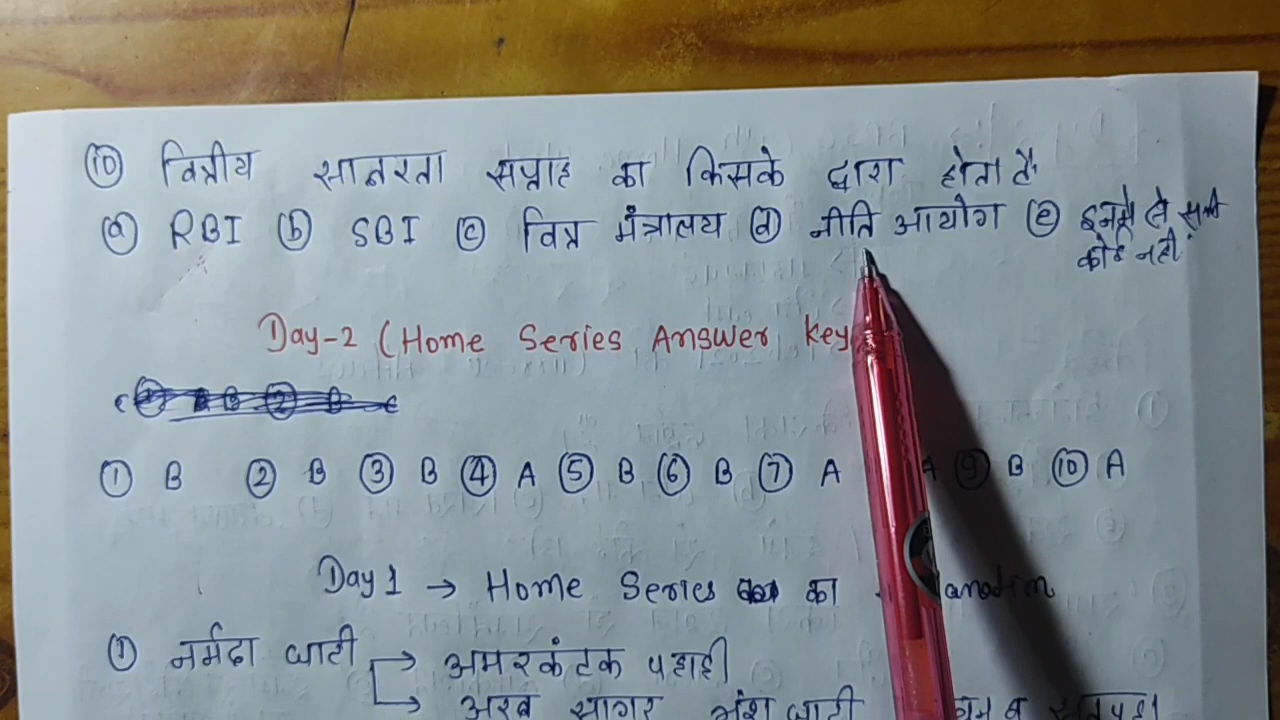 ⑩ वित्तीय साक्षरता सप्ताह का किसके द्वारा होता है
ⓐ RBI ⓑ SBI ⓒ वित्त मंत्रालय ⓓ नीति आयोग ⓔ इनमें से
कोई नहीं
Day-2 (Home Series Answer Key
① B ② B ③ B ④ A ⑤ B ⑥ B ⑦ A A ⑨ B ⑩ A
Day 1 → Home Series का
① नर्मदा घाटी → अमरकंटक पहाड़ी
→ अरब सागर भ्रंश घाटी